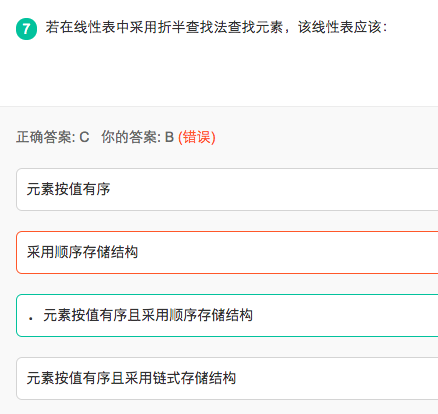 7 若在线性表中采用折半查找法查找元素，该线性表应该：
正确答案: C 你的答案: B (错误)
元素按值有序
采用顺序存储结构
. 元素按值有序且采用顺序存储结构
元素按值有序且采用链式存储结构